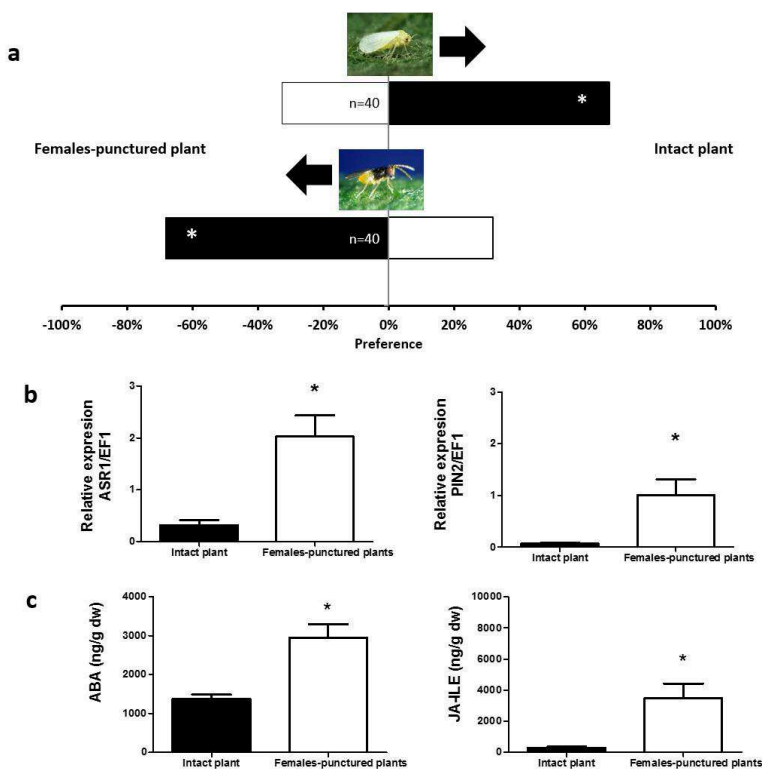 a
n=40
*
Females-punctured plant
Intact plant
*
n=40
-100%
-80%
-60%
-40%
-20%
0%
20%
40%
60%
80%
100%
Preference
b
Relative expresion
ASR1/EF1
3
2
1
0
*
Intact plant
Females-punctured plants
Relative expresion
PIN2/EF1
3
2
1
0
*
Intact plant
Females-punctured plants
c
ABA (ng/g dw)
4000
3000
2000
1000
0
*
Intact plant
Females-punctured plants
JA-ILE (ng/g dw)
10000
8000
6000
4000
2000
0
*
Intact plant
Females-punctured plants